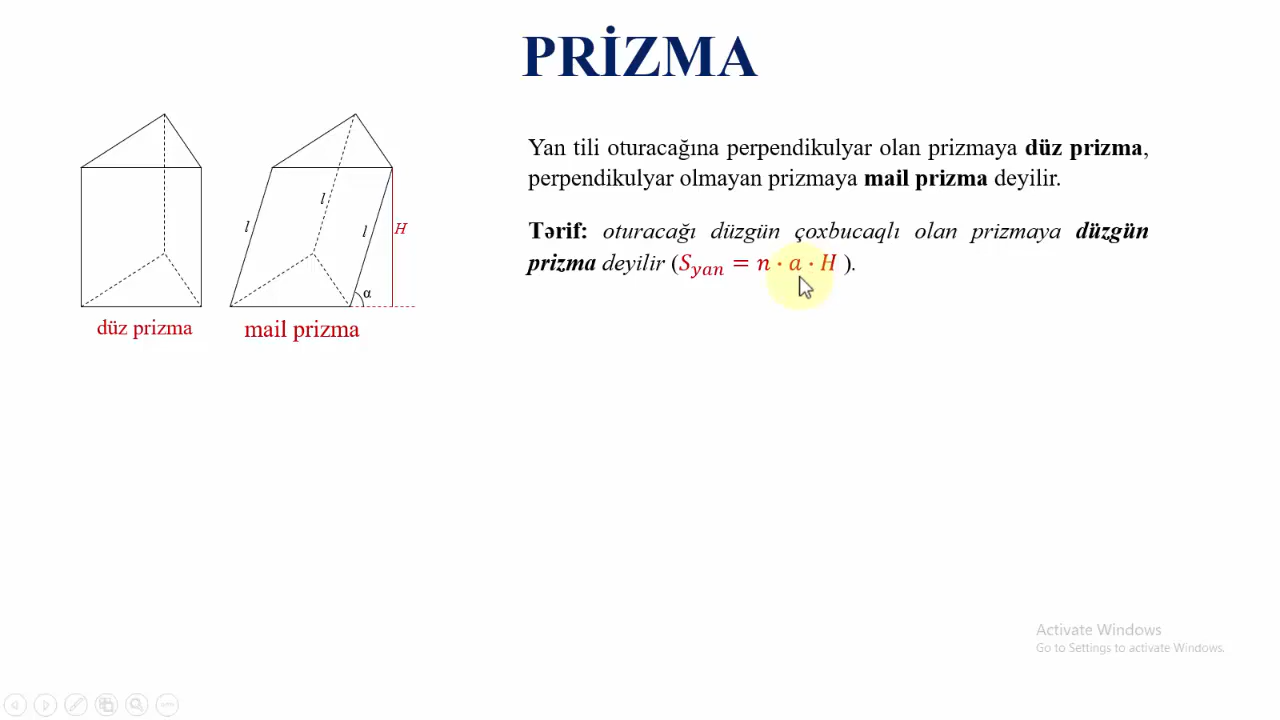 PRİZMA
Yan tili oturacağına perpendikulyar olan prizmaya düz prizma,
perpendikulyar olmayan prizmaya mail prizma deyilir.
Tərif: oturacağı düzgün çoxbucaqlı olan prizmaya düzgün
prizma deyilir (S_yan = n · a · H ).
l
l
l
H
α
düz prizma
mail prizma
Activate Windows
Go to Settings to activate Windows.